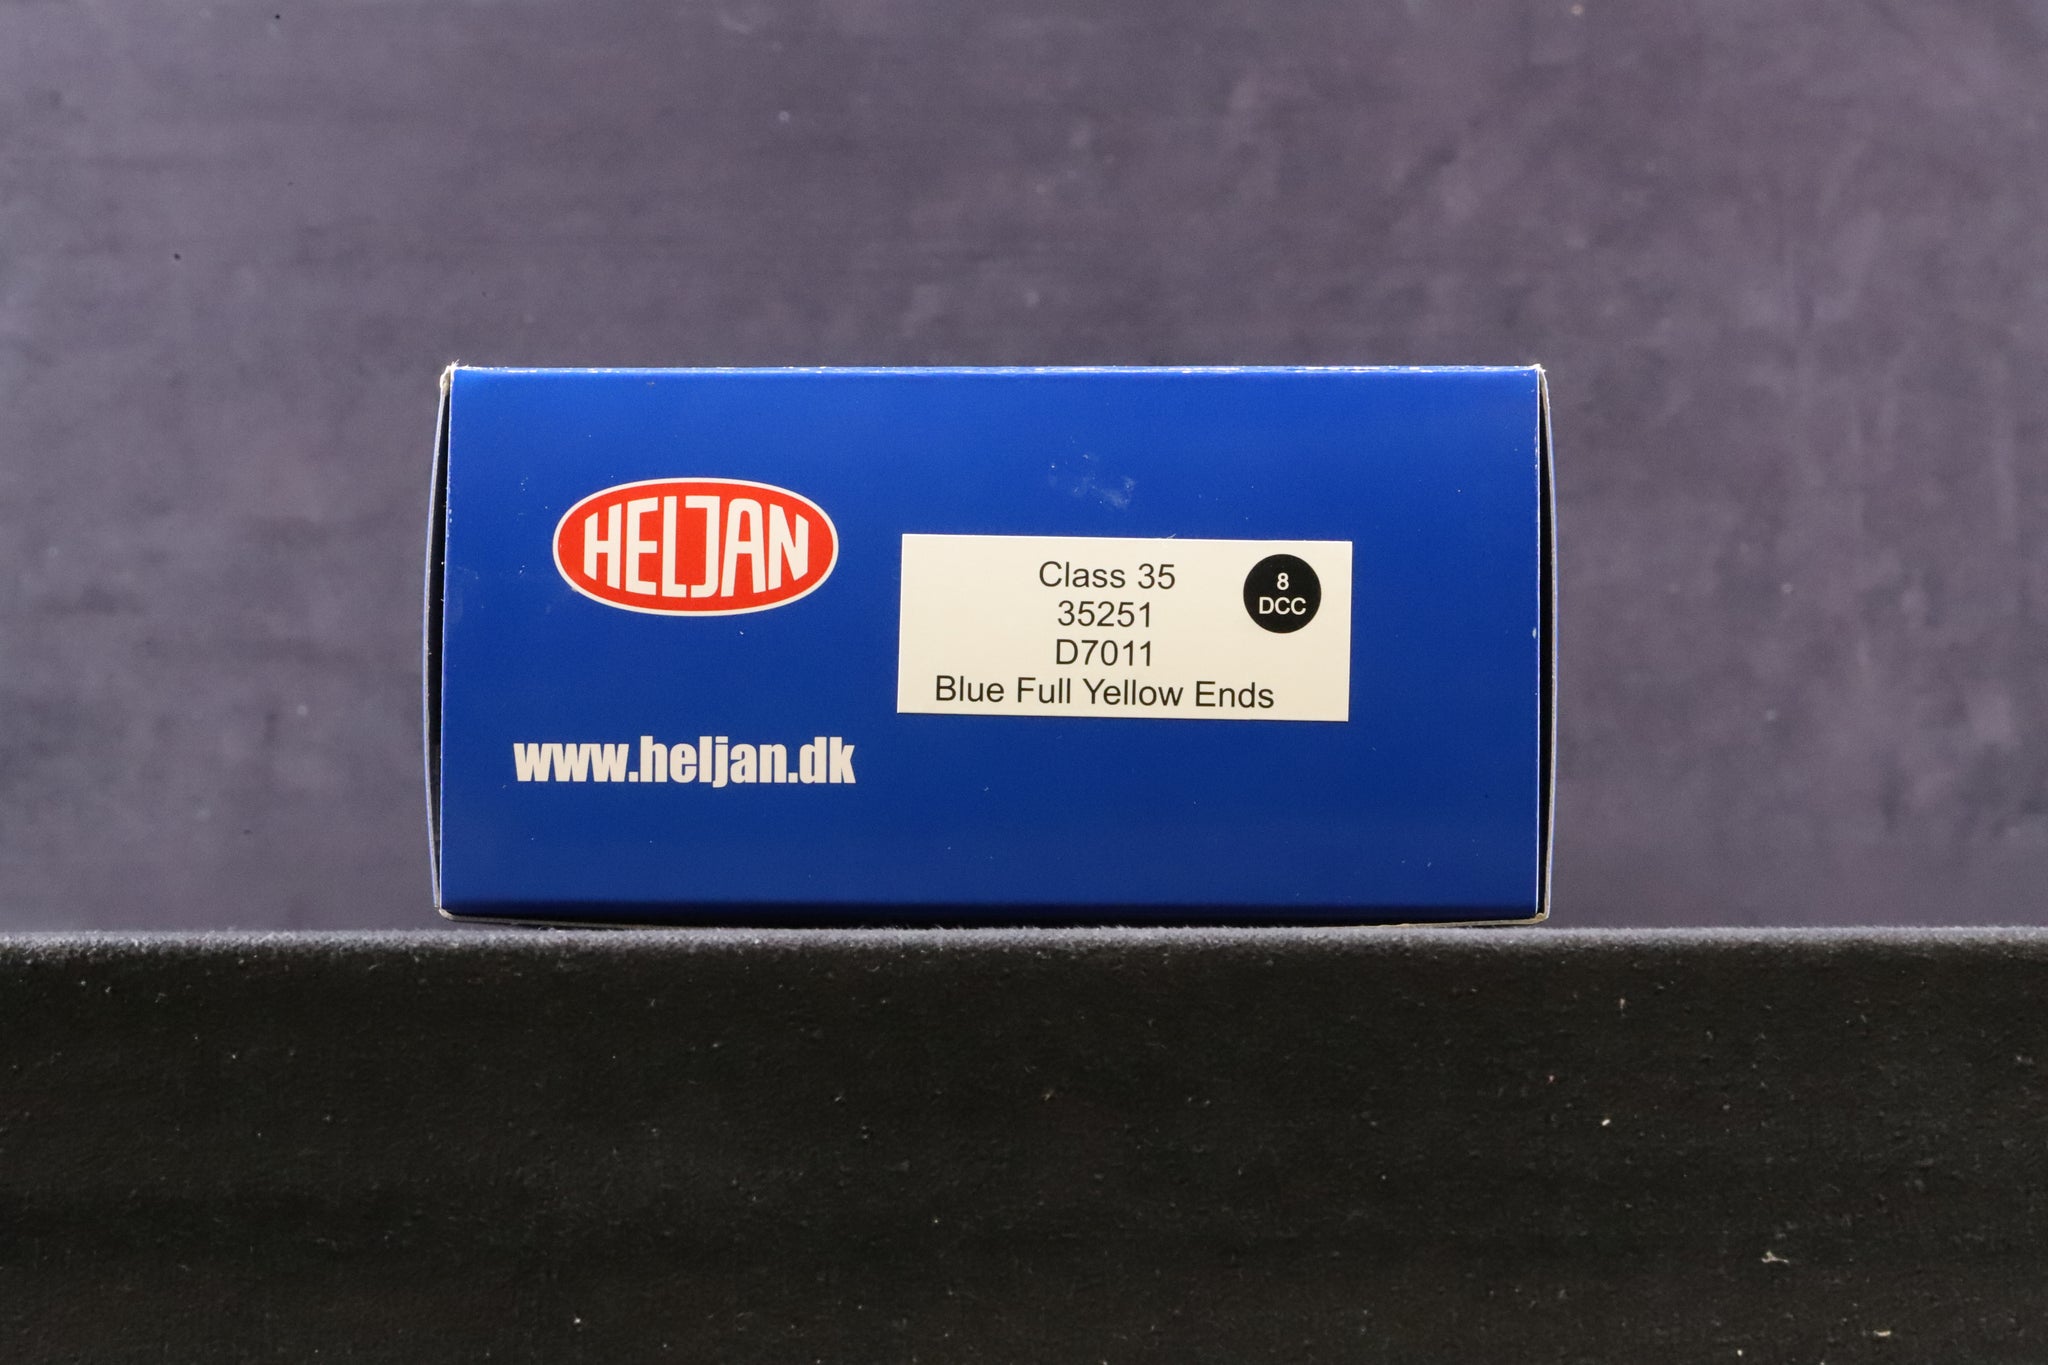 HELJAN
Class 35
35251
D7011
Blue Full Yellow Ends
8
DCC
www.heljan.dk